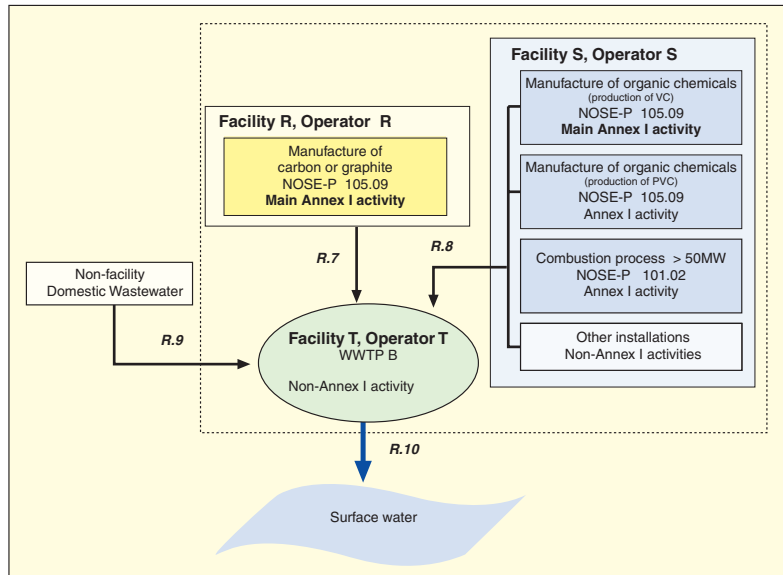 Facility S, Operator S
Manufacture of organic chemicals
(production of VC)
NOSE-P 105.09
Main Annex I activity
Manufacture of organic chemicals
(production of PVC)
NOSE-P 105.09
Annex I activity
Combustion process > 50MW
NOSE-P 101.02
Annex I activity
Other installations
Non-Annex I activities
Facility R, Operator R
Manufacture of
carbon or graphite
NOSE-P 105.09
Main Annex I activity
R.7
R.8
Non-facility
Domestic Wastewater
R.9
Facility T, Operator T
WWTP B
Non-Annex I activity
R.10
Surface water